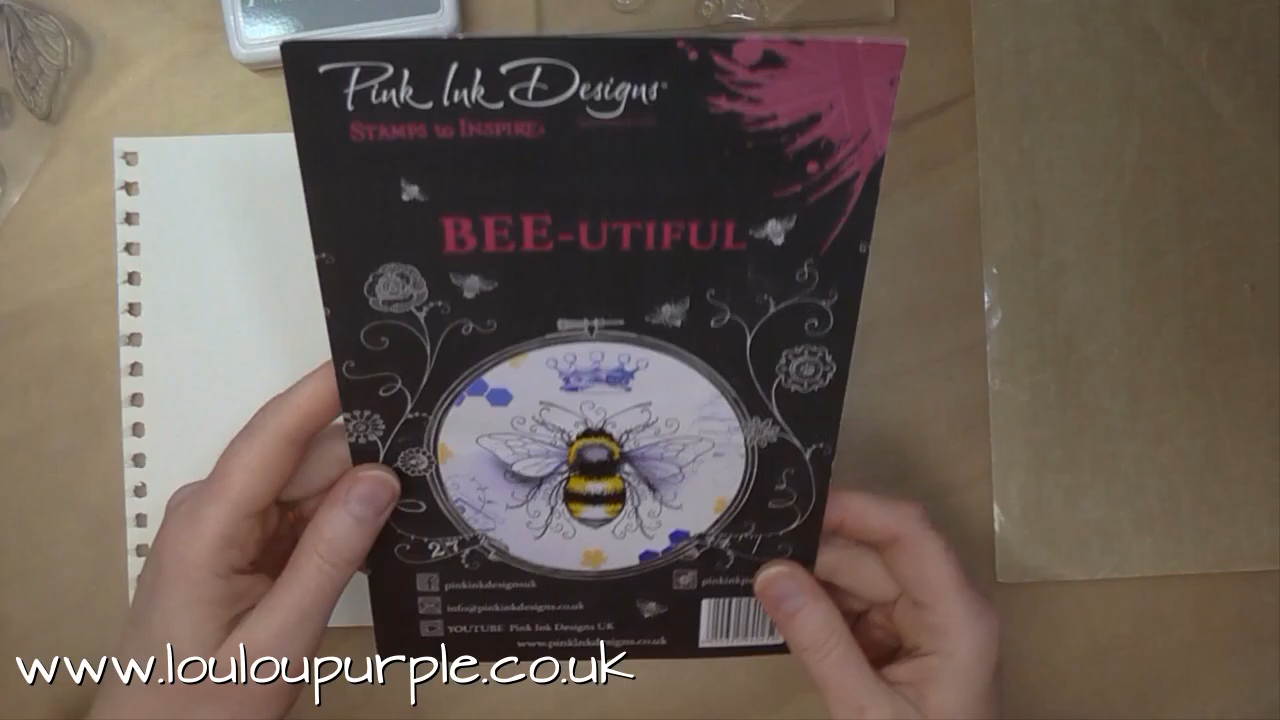 Pink Ink Designs
STAMPS to INSPIRE
BEE-UTIFUL
pinkinkdesignsuk
info@pinkinkdesigns.co.uk
YOUTUBE Pink Ink Designs UK
www.pinkinkdesigns.co.uk
www.louloupurple.co.uk